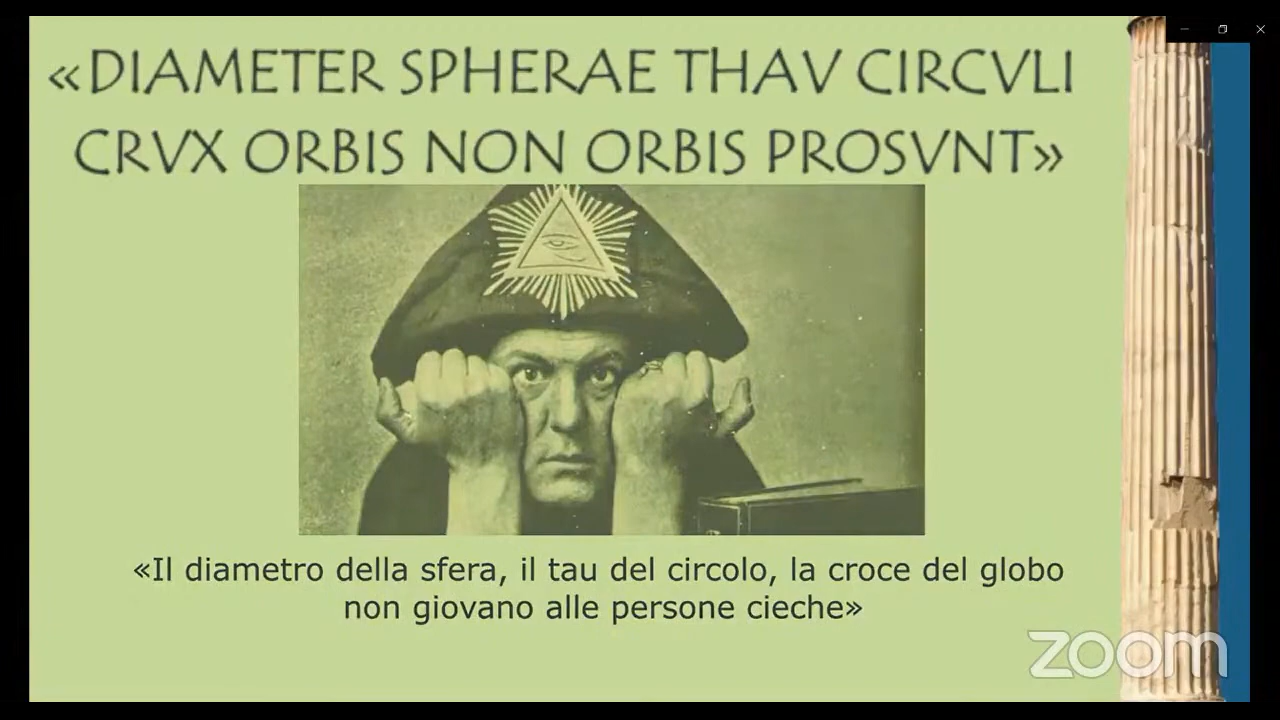 «DIAMETER SPHERAE THAV CIRCVLI
CRVX ORBIS NON ORBIS PROSVNT»
«Il diametro della sfera, il tau del circolo, la croce del globo
non giovano alle persone cieche»
zoom